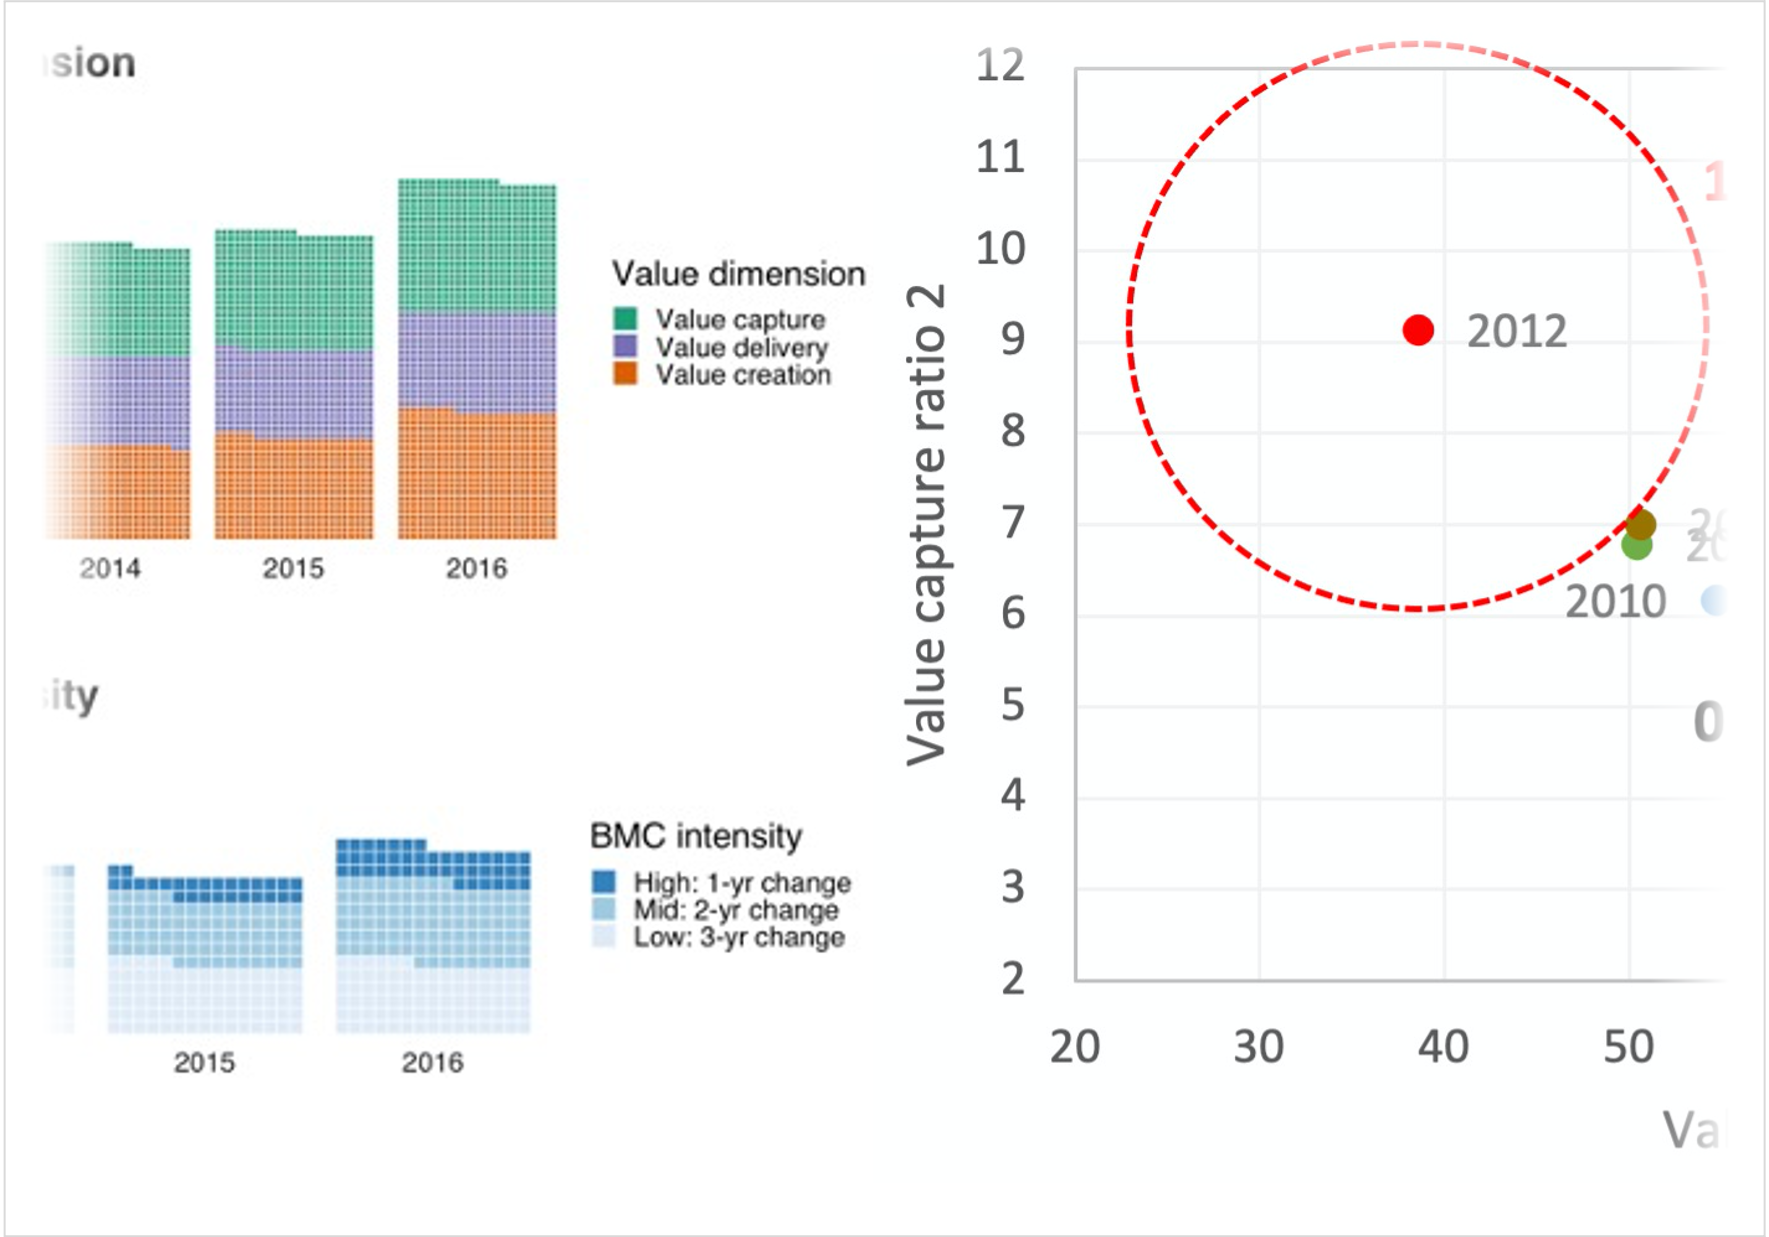 sion
Value dimension
Value capture
Value delivery
Value creation
2014 2015 2016
sity
BMC intensity
High: 1-yr change
Mid: 2-yr change
Low: 3-yr change
2015 2016
Value capture ratio 2
12
11
10
9
8
7
6
5
4
3
2
2012
2010
20 30 40 50